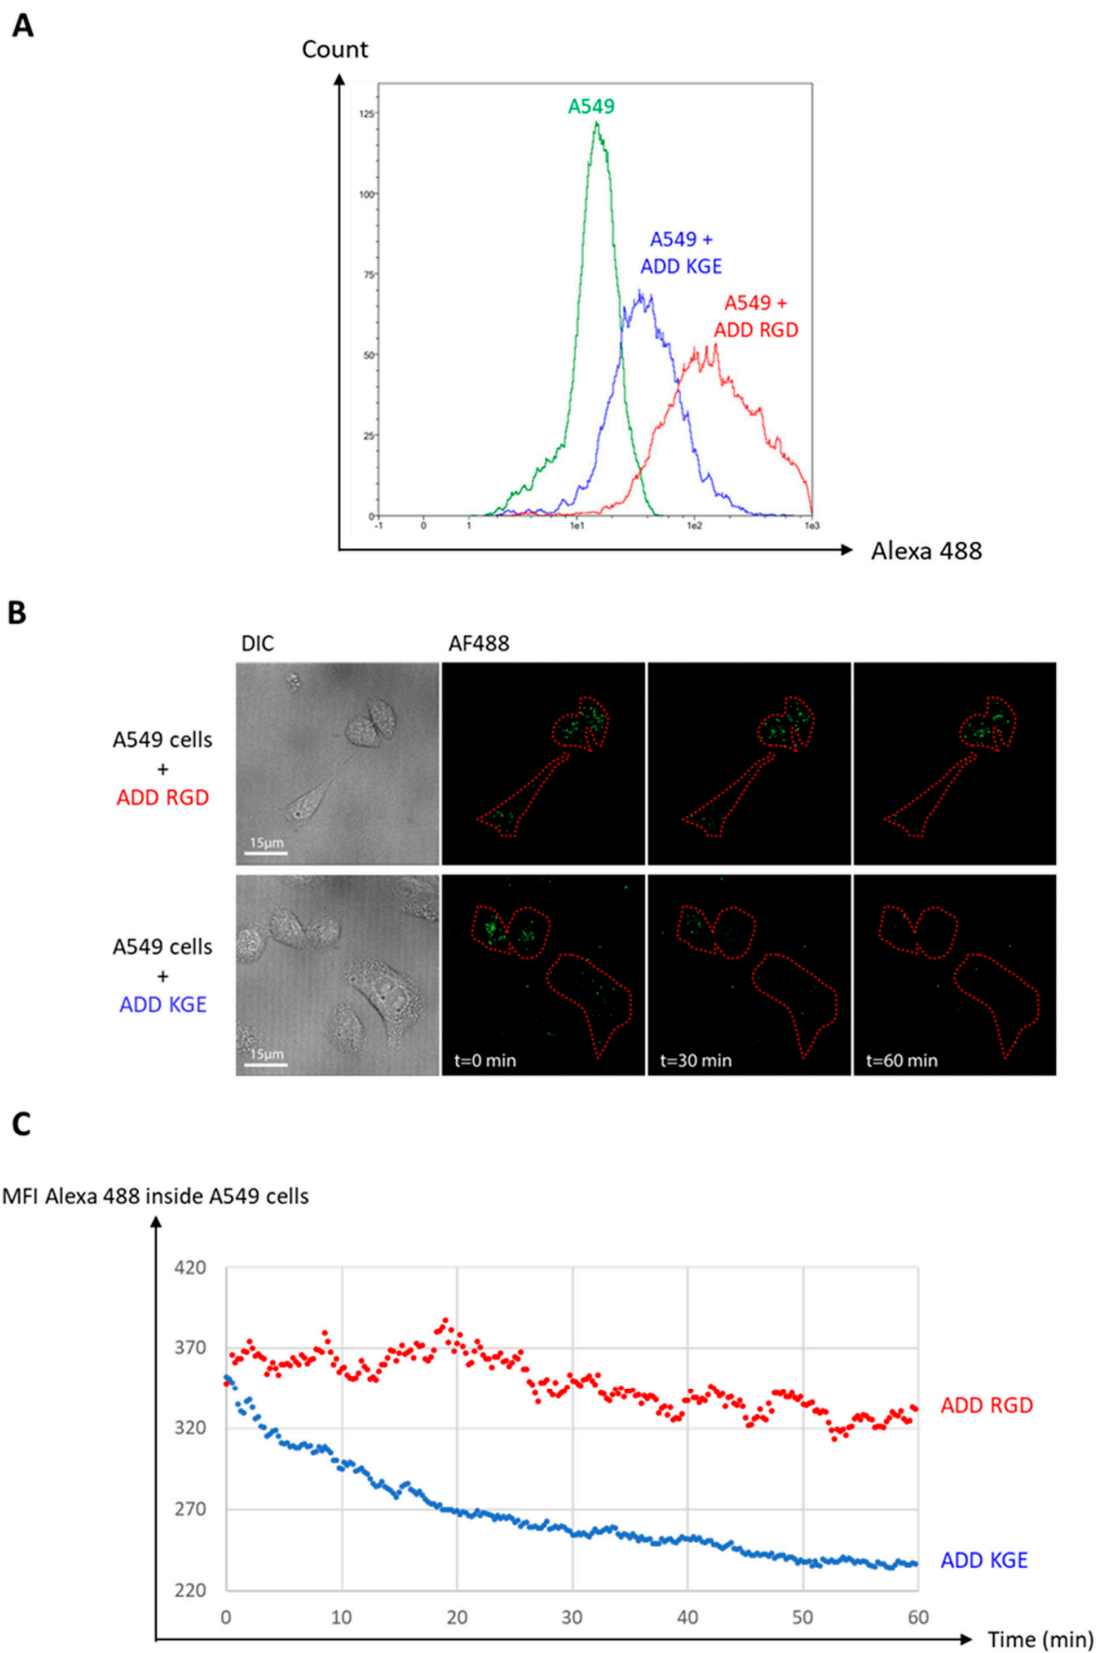 A
Count
A549
A549 +
ADD KGE
A549 +
ADD RGD
125
100
75
50
25
0
-1 0 1 1e1 1e2 1e3
Alexa 488
B
DIC AF488
A549 cells
+
ADD RGD
15µm
A549 cells
+
ADD KGE
15µm
t=0 min t=30 min t=60 min
C
MFI Alexa 488 inside A549 cells
420
370
320
270
220
ADD RGD
ADD KGE
0 10 20 30 40 50 60
Time (min)